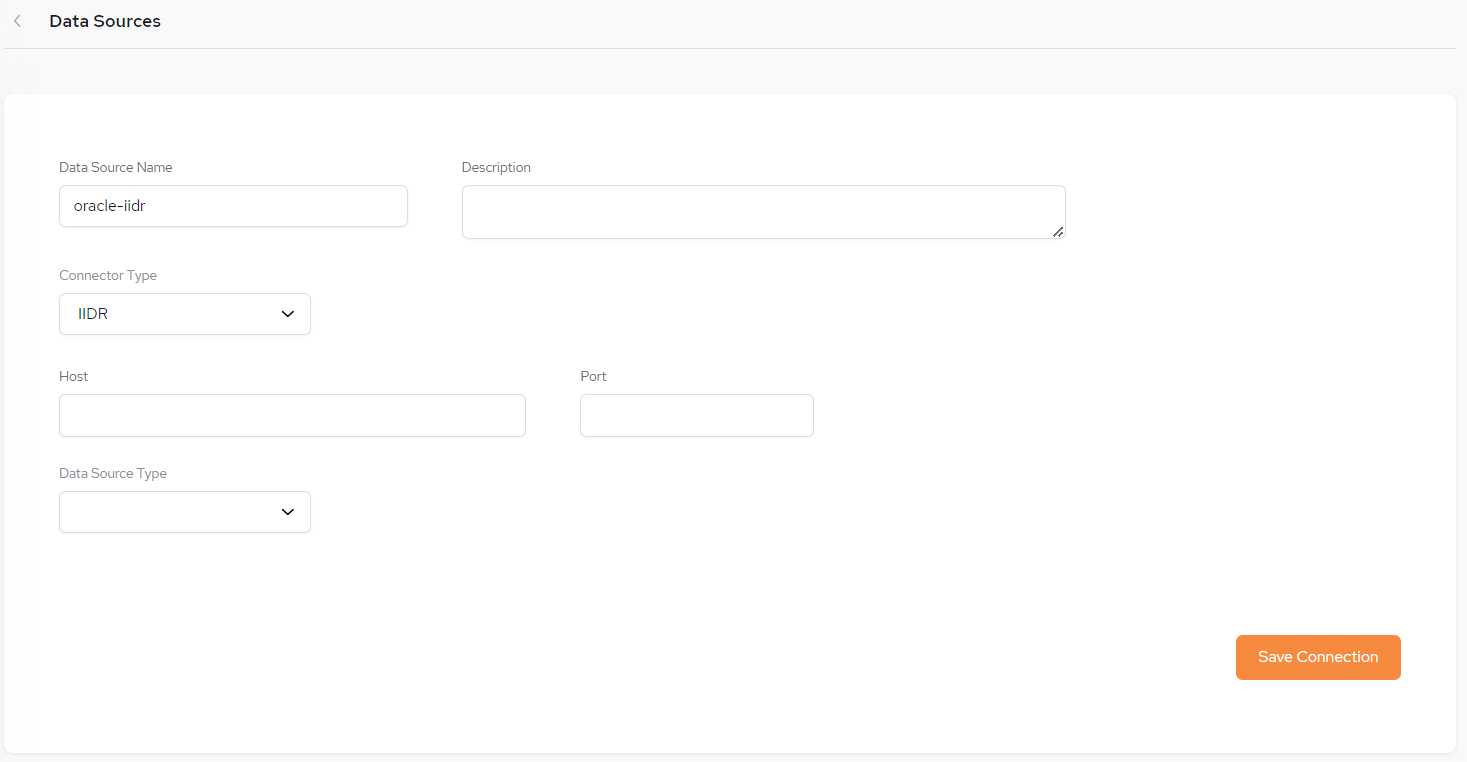 Data Sources
Data Source Name
Description
oracle-iidr
Connector Type
IIDR
Host
Port
Data Source Type
Save Connection